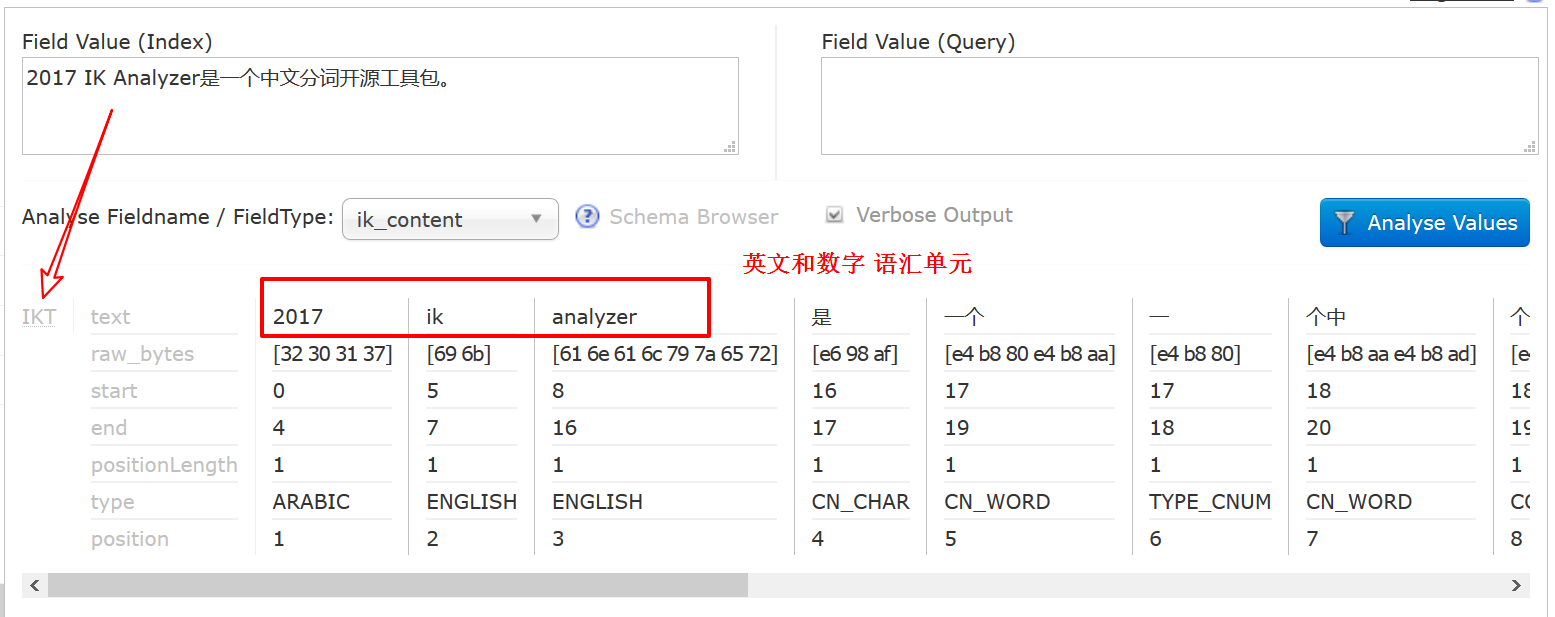 Field Value (Index)
Field Value (Query)
2017 IK Analyzer是一个中文分词开源工具包。
Analyse Fieldname / FieldType:
ik_content
? Schema Browser
Verbose Output
Analyse Values
英文和数字 语汇单元
IKT text 2017 ik analyzer 是 一个 一 个中 个
raw_bytes [32 30 31 37] [69 6b] [61 6e 61 6c 79 7a 65 72] [e6 98 af] [e4 b8 80 e4 b8 aa] [e4 b8 80] [e4 b8 aa e4 b8 ad]
start 0 5 8 16 17 17 18 18
end 4 7 16 17 19 18 20 19
positionLength 1 1 1 1 1 1 1 1
type ARABIC ENGLISH ENGLISH CN_CHAR CN_WORD TYPE_CNUM CN_WORD
position 1 2 3 4 5 6 7 8